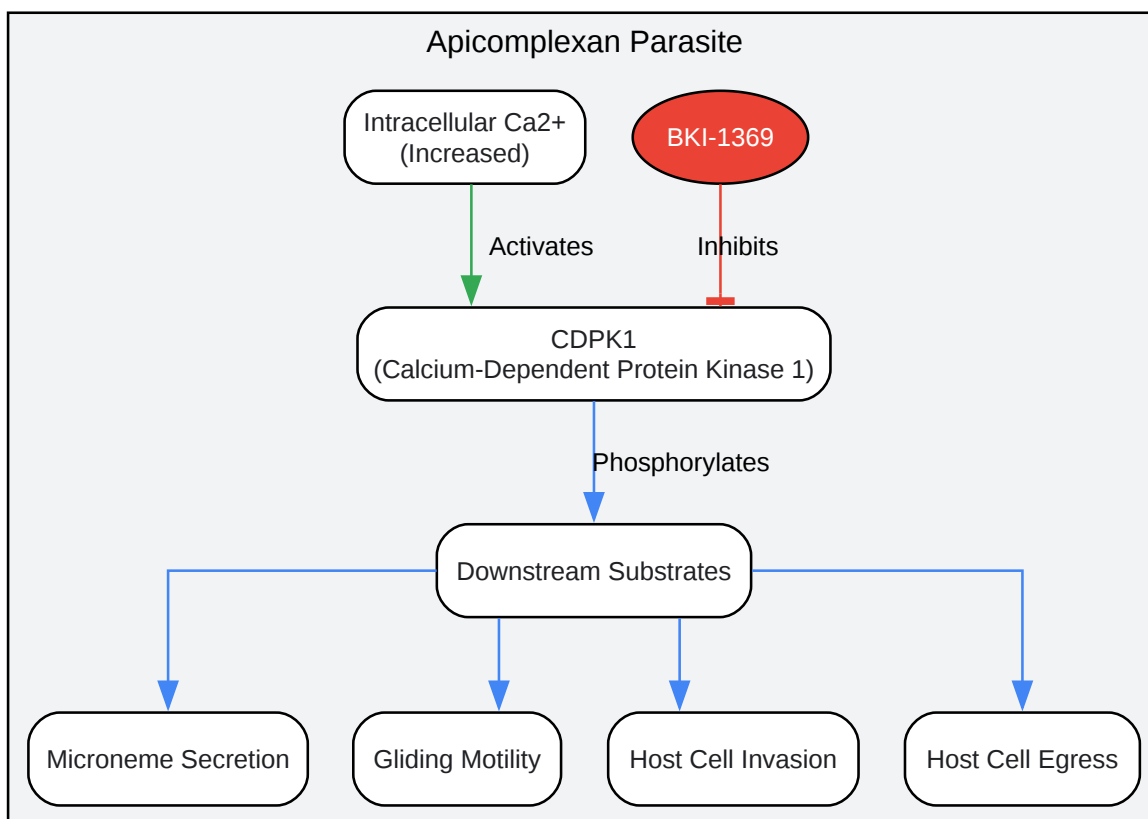 Apicomplexan Parasite
Intracellular Ca2+
(Increased)
BKI-1369
Activates
Inhibits
CDPK1
(Calcium-Dependent Protein Kinase 1)
Phosphorylates
Downstream Substrates
Microneme Secretion
Gliding Motility
Host Cell Invasion
Host Cell Egress